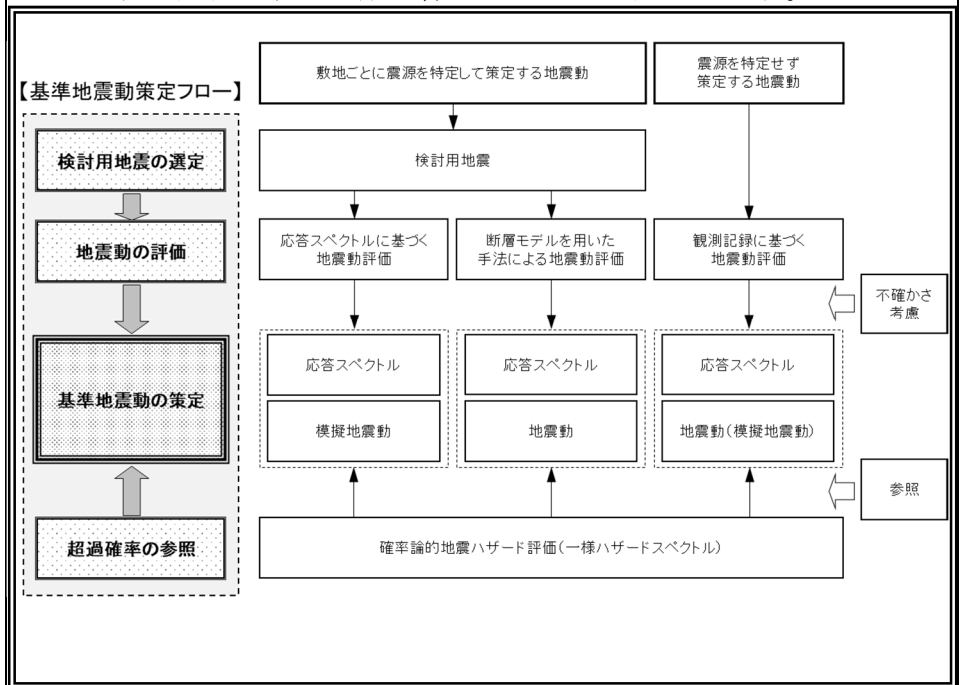 敷地ごとに震源を特定して策定する地震動
震源を特定せず
策定する地震動
【基準地震動策定フロー】
検討用地震の選定
検討用地震
地震動の評価
応答スペクトルに基づく
地震動評価
断層モデルを用いた
手法による地震動評価
観測記録に基づく
地震動評価
不確かさ
考慮
基準地震動の策定
応答スペクトル
模擬地震動
応答スペクトル
地震動
応答スペクトル
地震動(模擬地震動)
参照
超過確率の参照
確率論的地震ハザード評価(一様ハザードスペクトル)